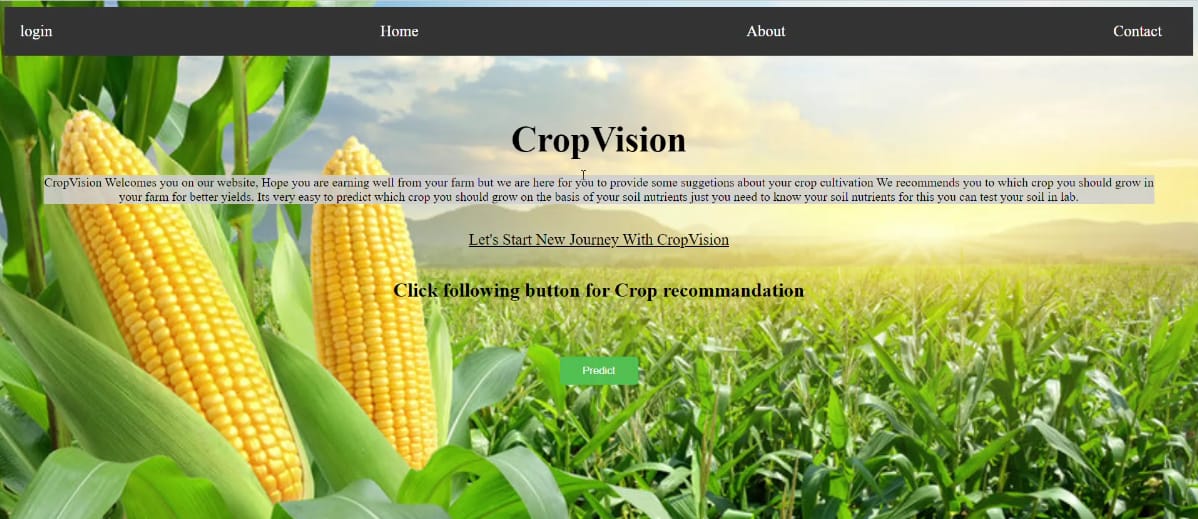 login Home About Contact
CropVision
CropVision Welcomes you on our website, Hope you are earning well from your farm but we are here for you to provide some suggetions about your crop cultivation We recommends you to which crop you should grow in
your farm for better yields. Its very easy to predict which crop you should grow on the basis of your soil nutrients just you need to know your soil nutrients for this you can test your soil in lab.
Let's Start New Journey With CropVision
Click following button for Crop recommandation
Predict